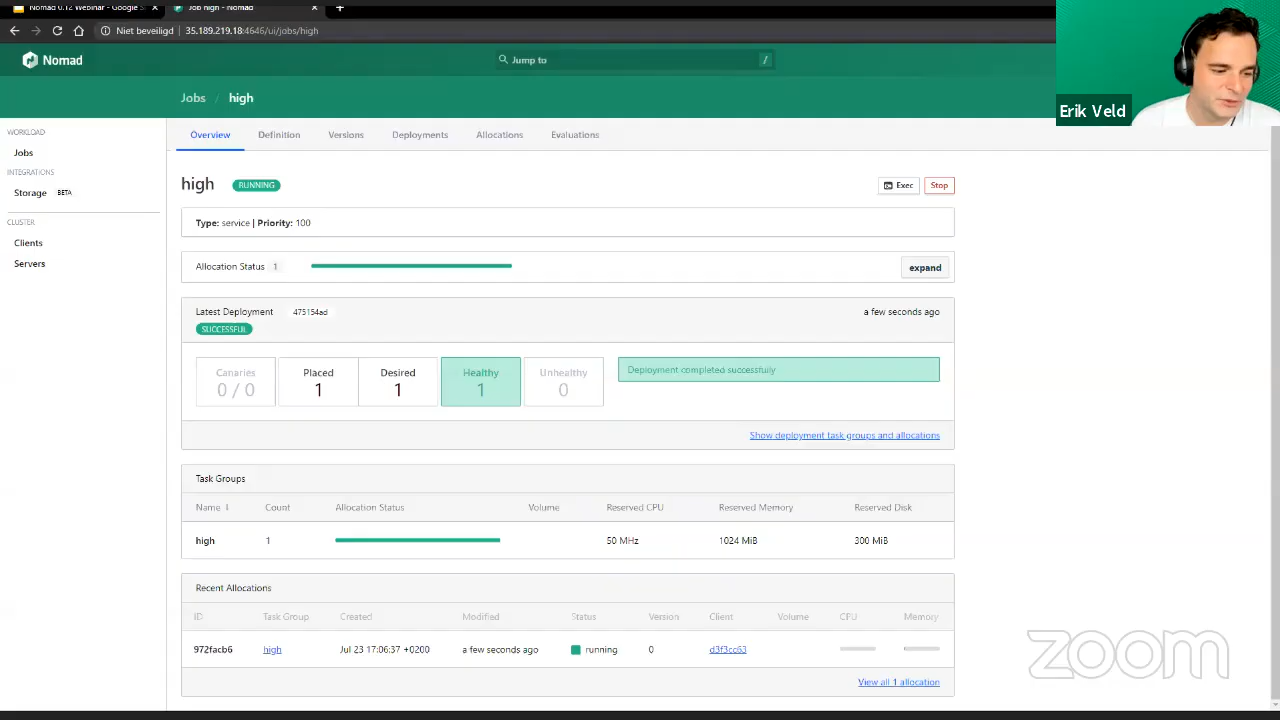 Nomad 0.12 Webinar - Google S
Job high - Nomad
Niet beveiligd | 35.189.219.18:4646/ui/jobs/high
Nomad
Jump to /
Erik Veld
Jobs / high
WORKLOAD
Jobs
INTEGRATIONS
Storage BETA
CLUSTER
Clients
Servers
Overview Definition Versions Deployments Allocations Evaluations
high RUNNING Exec Stop
Type: service | Priority: 100
Allocation Status 1 expand
Latest Deployment 475154ad a few seconds ago
SUCCESSFUL
Canaries Placed Desired Healthy Unhealthy
0 / 0 1 1 1 0
Deployment completed successfully
Show deployment task groups and allocations
Task Groups
Name Count Allocation Status Volume Reserved CPU Reserved Memory Reserved Disk
high 1 50 MHz 1024 MiB 300 MiB
Recent Allocations
ID Task Group Created Modified Status Version Client Volume CPU Memory
972facb6 high Jul 23 17:06:37 +0200 a few seconds ago running 0 d3f3cc63
View all 1 allocation
zoom